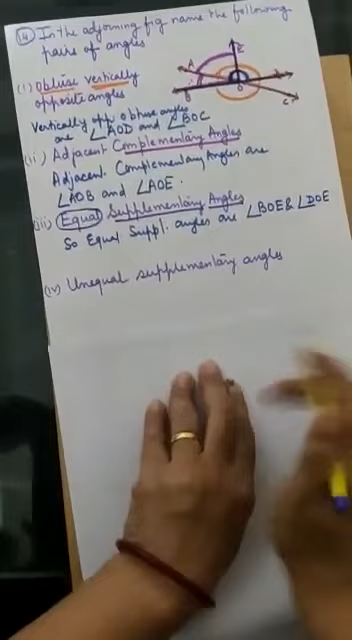 (14) In the adjoining fig name the following
pairs of angles
(i) Obtuse vertically
opposite angles
Vertically opp obtuse angles
are ∠AOD and ∠BOC
(ii) Adjacent Complementary Angles
Adjacent Complementary Angles are
∠AOB and ∠AOE.
(iii) Equal Supplementary Angles
So Equal Suppl. angles are ∠BOE & ∠DOE
(iv) Unequal supplementary angles
A
E
B
O
C